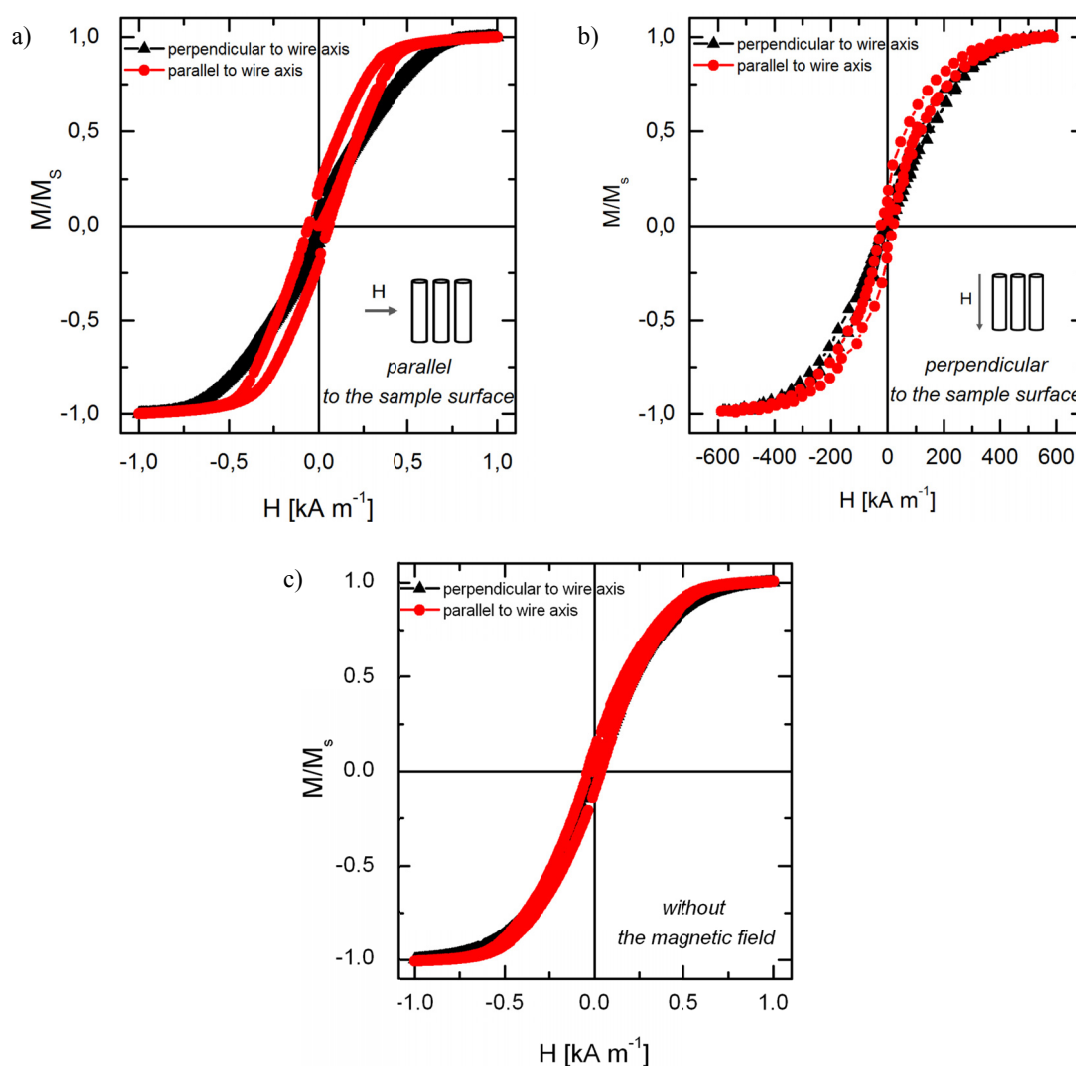 a)
1,0
0,5
0,0
-0,5
-1,0
M/Ms
perpendicular to wire axis
parallel to wire axis
H
parallel
to the sample surface
-1,0 -0,5 0,0 0,5 1,0
H [kA m⁻¹]
b)
1,0
0,5
0,0
-0,5
-1,0
M/Ms
perpendicular to wire axis
parallel to wire axis
H
perpendicular
to the sample surface
-600 -400 -200 0 200 400 600
H [kA m⁻¹]
c)
1.0
0.5
0.0
-0.5
-1.0
M/Ms
perpendicular to wire axis
parallel to wire axis
without
the magnetic field
-1.0 -0.5 0.0 0.5 1.0
H [kA m⁻¹]